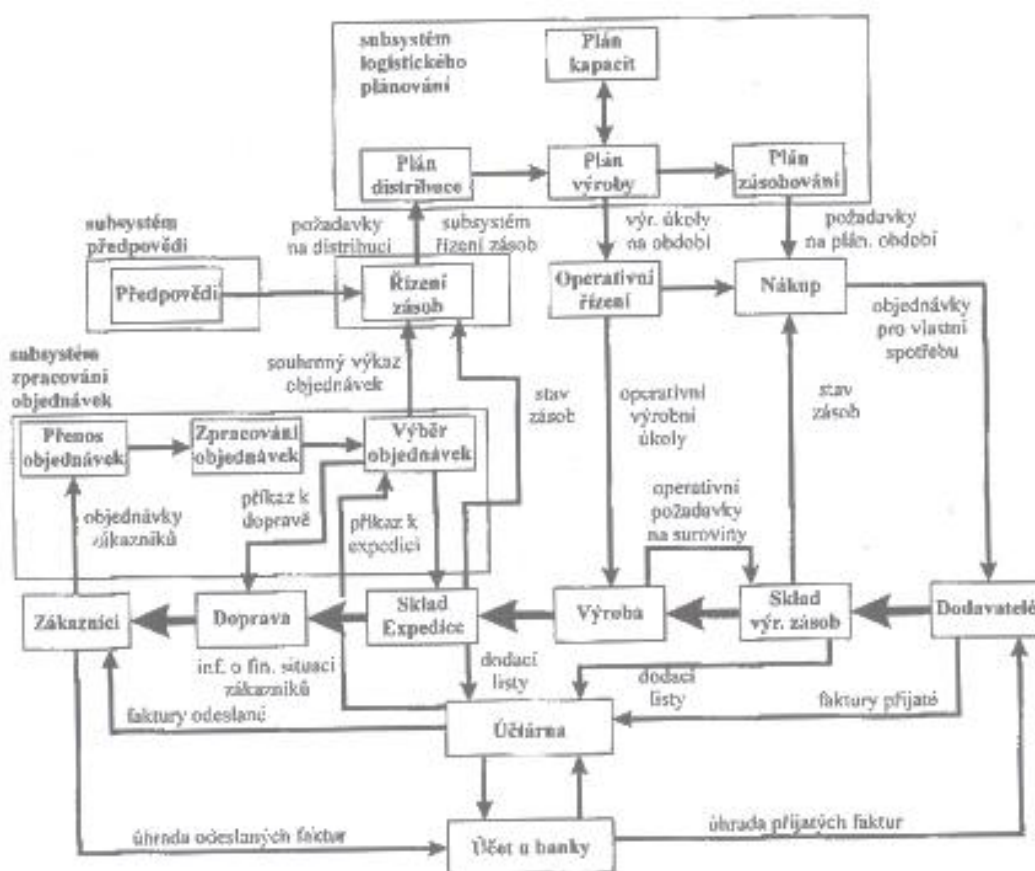 subsystém
logistického
plánování
Plán
kapacit
Plán
distribuce
Plán
výroby
Plán
zásobování
subsystém
předpovědí
požadavky
na distribuci
subsystém
řízení zásob
výr. úkoly
na období
požadavky
na plán. období
Předpovědí
Řízení
zásob
Operativní
řízení
Nákup
objednávky
pro vlastní
spotřebu
subsystém
zpracování
objednávek
souhrnný výkaz
objednávek
stav
zásob
operativní
výrobní
úkoly
stav
zásob
Přenos
objednávek
Zpracování
objednávek
Výběr
objednávek
objednávky
zákazníků
příkaz k
dopravě
příkaz k
expedici
operativní
požadavky
na suroviny
Zákazníci
Doprava
Sklad
Expedice
Výroba
Sklad
výr. zásob
Dodavatelé
inf. o fin. situaci
zákazníků
dodací
listy
dodací
listy
faktury odeslané
faktury přijaté
Účtárna
úhrada odeslaných faktur
Účet u banky
úhrada přijatých faktur